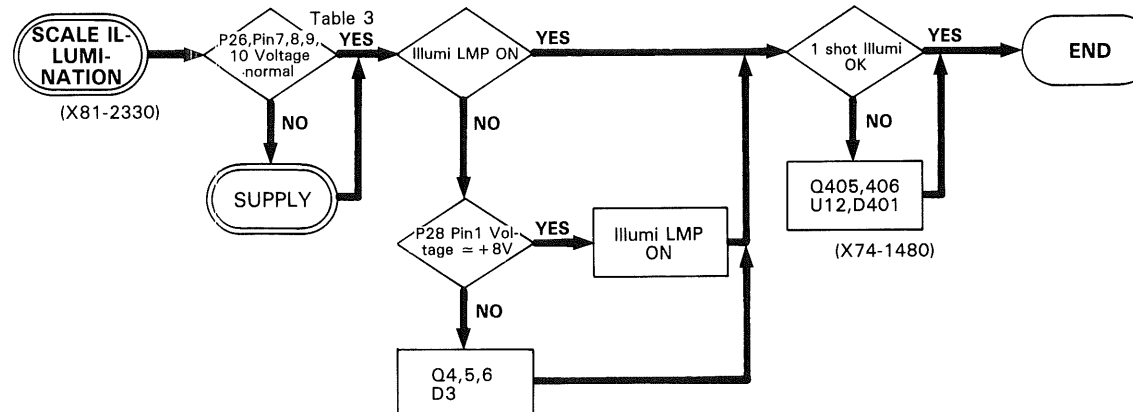 SCALE IL-
LUMI-
NATION
(X81-2330)
Table 3
P26,Pin7,8,9,
10 Voltage
normal
YES
NO
SUPPLY
Illumi LMP ON
YES
NO
P28 Pin1 Vol-
tage ≃ +8V
YES
Illumi LMP
ON
NO
Q4,5,6
D3
1 shot Illumi
OK
YES
NO
Q405,406
U12,D401
(X74-1480)
END